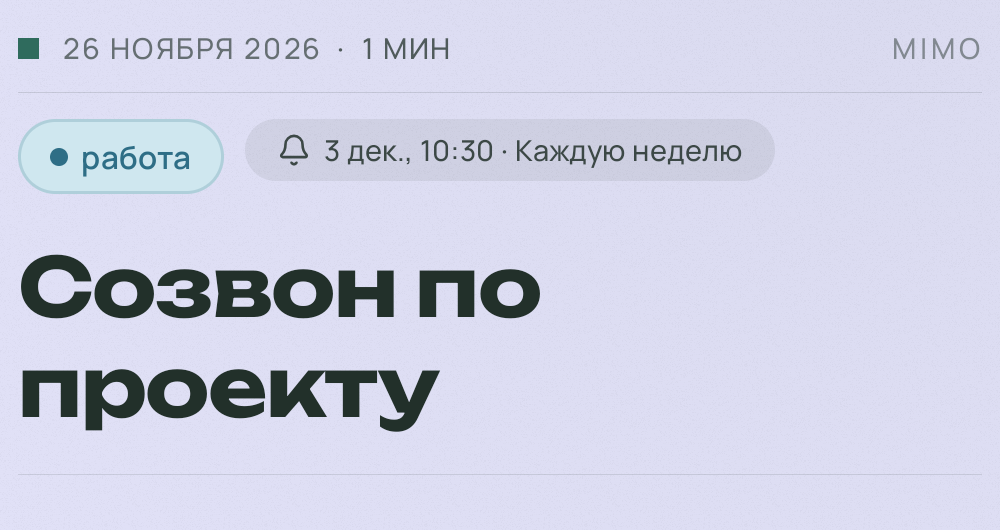 26 НОЯБРЯ 2026 · 1 МИН MIMO
работа 3 дек., 10:30 · Каждую неделю
Созвон по
проекту